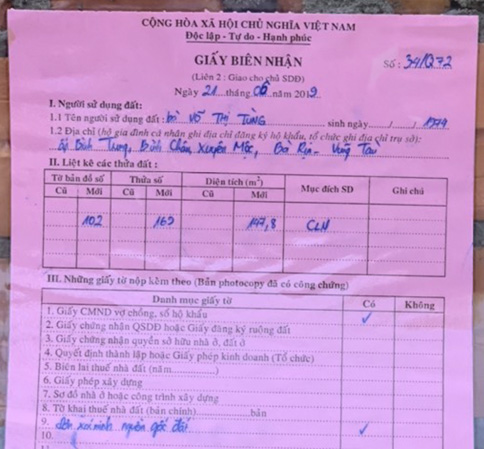 CỘNG HÒA XÃ HỘI CHỦ NGHĨA VIỆT NAM
Độc lập - Tự do - Hạnh phúc
GIẤY BIÊN NHẬN
Số: 341Q72
(Liên 2 : Giao cho chủ SDĐ)
Ngày 21 tháng 06 năm 2019
I. Người sử dụng đất:
1.1 Tên người sử dụng đất : bà VÕ THỊ TÙNG sinh ngày....../....../ 1979
1.2 Địa chỉ (hộ gia đình cá nhân ghi địa chỉ đăng ký hộ khẩu, tổ chức ghi địa chỉ trụ sở):
ấp Bình Trung, Bình Châu, Xuyên Mộc, Bà Rịa - Vũng Tàu
II. Liệt kê các thửa đất :
Tờ bản đồ số Thửa số Diện tích (m²) Mục đích SD Ghi chú
Cũ Mới Cũ Mới Cũ Mới
102 169 147,8 CLN
III. Những giấy tờ nộp kèm theo (Bản photocopy đã có công chứng)
Danh mục giấy tờ Có Không
1. Giấy CMND vợ chồng, sổ hộ khẩu ✓
2. Giấy chứng nhận QSDĐ hoặc Giấy đăng ký ruộng đất
3. Giấy chứng nhận quyền sở hữu nhà ở, đất ở
4. Quyết định thành lập hoặc Giấy phép kinh doanh (Tổ chức)
5. Biên lai thuế nhà đất (năm..............)
6. Giấy phép xây dựng
7. Sơ đồ nhà ở hoặc công trình xây dựng
8. Tờ khai thuế nhà đất (bản chính)....................bản
9. đơn xác minh nguồn gốc đất ✓
10.